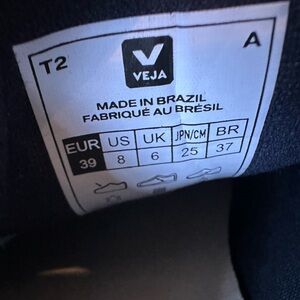 T2 A
VEJA
MADE IN BRAZIL
FABRIQUÉ AU BRÉSIL
EUR US UK JPN/CM BR
39 8 6 25 37